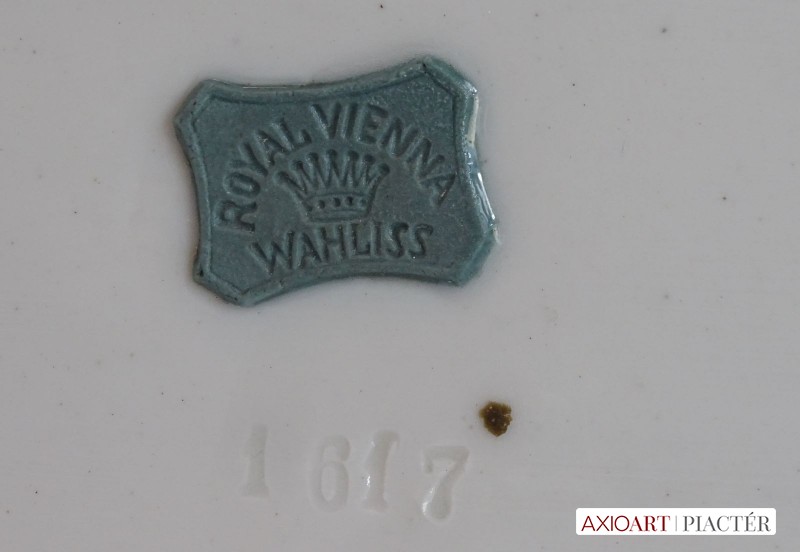 ROYAL VIENNA
WAHLISS
1617
AXIOART | PIACTÉR